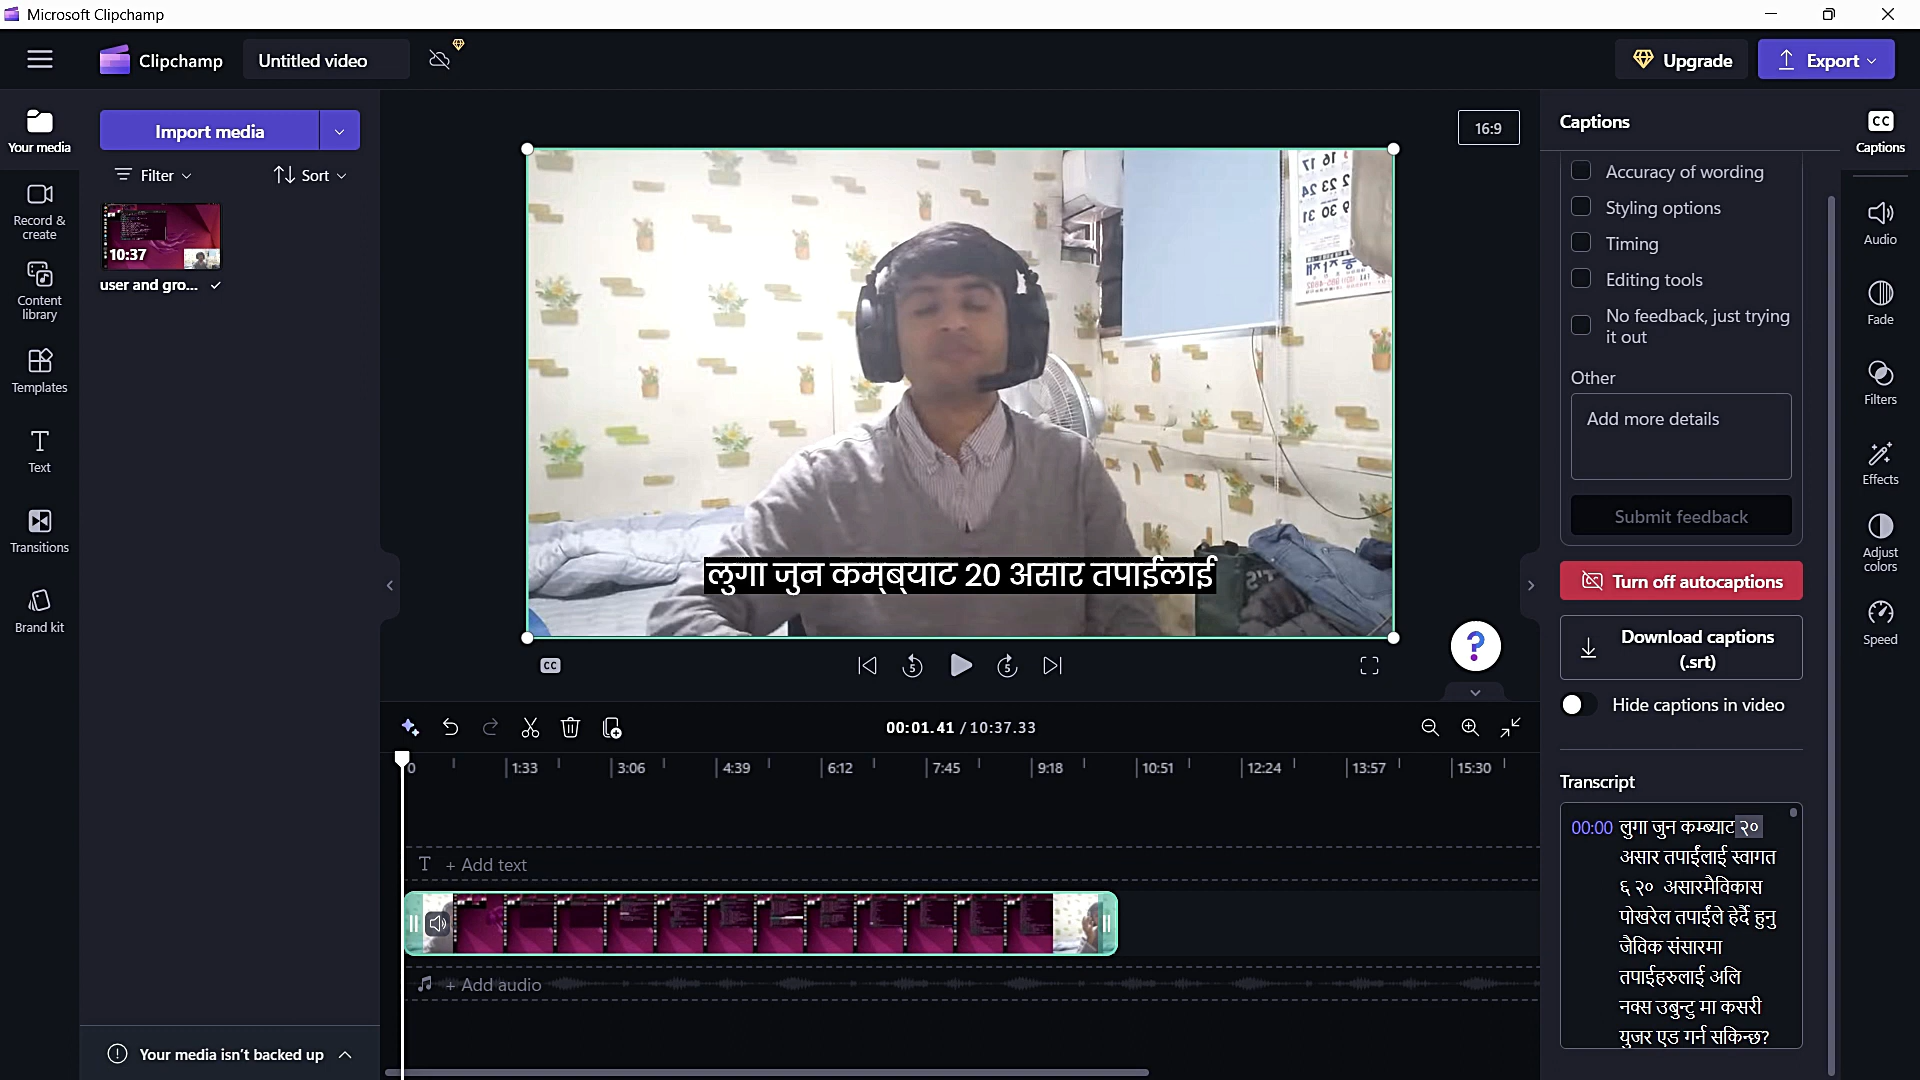 Microsoft Clipchamp
Clipchamp
Untitled video
Upgrade
Export
Your media
Record & create
Content library
Templates
Text
Transitions
Brand kit
Import media
Filter
Sort
10:37
user and gro...
Your media isn't backed up
16:9
लुगा जुन कम्ब्याट 20 असार तपाईलाई
CC
5
5
?
00:01.41 / 10:37.33
0
1:33
3:06
4:39
6:12
7:45
9:18
10:51
12:24
13:57
15:30
T + Add text
+ Add audio
Captions
Accuracy of wording
Styling options
Timing
Editing tools
No feedback, just trying
it out
Other
Add more details
Submit feedback
Turn off autocaptions
Download captions
(.srt)
Hide captions in video
Transcript
00:00 लुगा जुन कम्ब्याट २०
असार तपाईंलाई स्वागत
६ २० असारमैविकास
पोखरेल तपाईंले हेर्दै हुनु
जैविक संसारमा
तपाईहरुलाई अलि
नक्स उबुन्टु मा कसरी
युजर एड गर्न सकिन्छ?
CC
Captions
Audio
Fade
Filters
Effects
Adjust colors
Speed